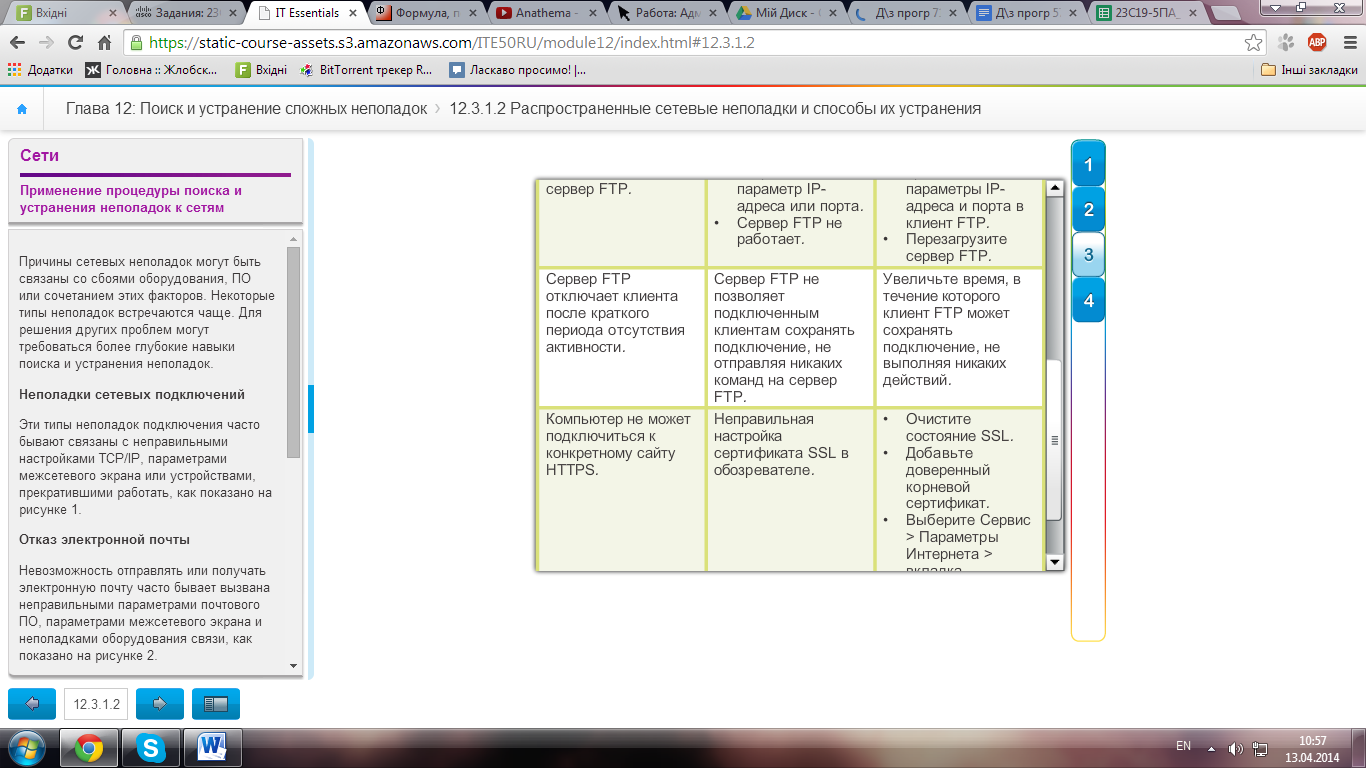 Вхідні
Задания: 23
IT Essentials
Формула, п
Anathema -
Работа: Адм
Мій Диск -
Д\з прогр 7
Д\з прогр 5
23С19-5ПА_
https://static-course-assets.s3.amazonaws.com/ITE50RU/module12/index.html#12.3.1.2
ABP
Додатки
Головна :: Жлобск...
Вхідні
BitTorrent трекер R...
Ласкаво просимо! |...
Інші закладки
Глава 12: Поиск и устранение сложных неполадок
12.3.1.2 Распространенные сетевые неполадки и способы их устранения
Сети
Применение процедуры поиска и
устранения неполадок к сетям
Причины сетевых неполадок могут быть
связаны со сбоями оборудования, ПО
или сочетанием этих факторов. Некоторые
типы неполадок встречаются чаще. Для
решения других проблем могут
требоваться более глубокие навыки
поиска и устранения неполадок.
Неполадки сетевых подключений
Эти типы неполадок подключения часто
бывают связаны с неправильными
настройками TCP/IP, параметрами
межсетевого экрана или устройствами,
прекратившими работать, как показано на
рисунке 1.
Отказ электронной почты
Невозможность отправлять или получать
электронную почту часто бывает вызвана
неправильными параметрами почтового
ПО, параметрами межсетевого экрана и
неполадками оборудования связи, как
показано на рисунке 2.
сервер FTP.
параметр IP-
адреса или порта.
• Сервер FTP не
работает.
параметры IP-
адреса и порта в
клиент FTP.
• Перезагрузите
сервер FTP.
Сервер FTP
отключает клиента
после краткого
периода отсутствия
активности.
Сервер FTP не
позволяет
подключенным
клиентам сохранять
подключение, не
отправляя никаких
команд на сервер
FTP.
Увеличьте время, в
течение которого
клиент FTP может
сохранять
подключение, не
выполняя никаких
действий.
Компьютер не может
подключиться к
конкретному сайту
HTTPS.
Неправильная
настройка
сертификата SSL в
обозревателе.
• Очистите
состояние SSL.
• Добавьте
доверенный
корневой
сертификат.
• Выберите Сервис
> Параметры
Интернета >
вкладка
1
2
3
4
12.3.1.2
EN
10:57
13.04.2014